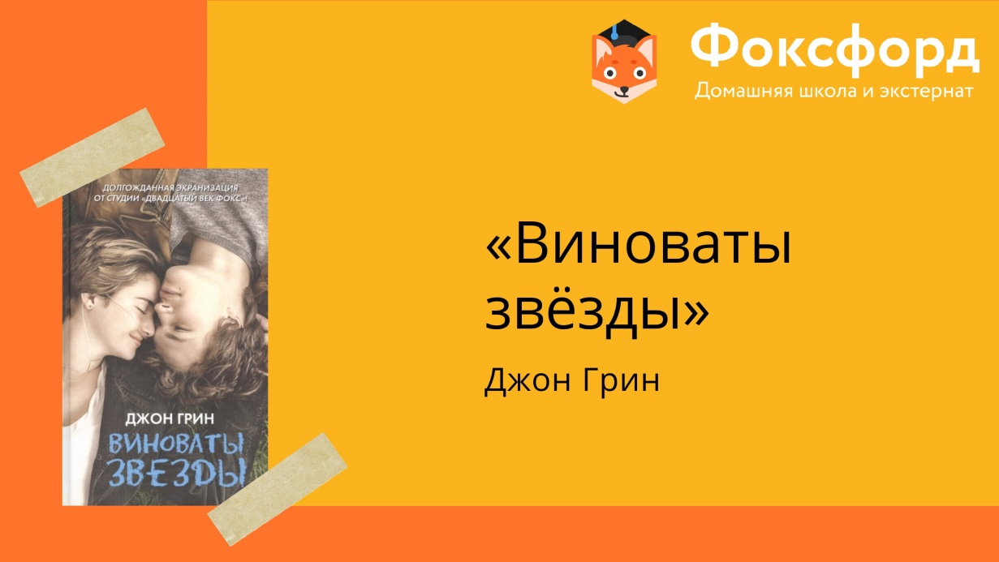 Фоксфорд
Домашняя школа и экстернат
ДОЛГОЖДАННАЯ ЭКРАНИЗАЦИЯ
ОТ СТУДИИ «ДВАДЦАТЫЙ ВЕК ФОКС»!
ДЖОН ГРИН
ВИНОВАТЫ
ЗВЕЗДЫ
«Виноваты
звёзды»
Джон Грин